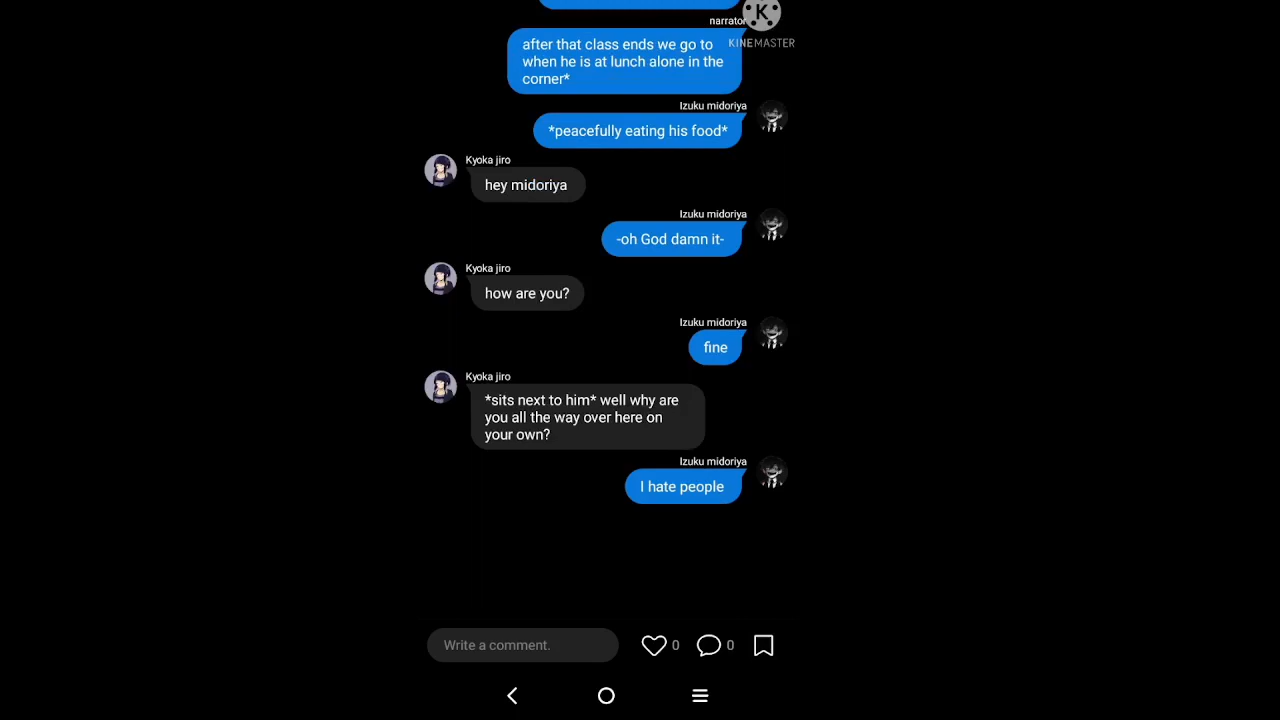 narrator
K
KINEMASTER
after that class ends we go to
when he is at lunch alone in the
corner*
Izuku midoriya
*peacefully eating his food*
Kyoka jiro
hey midoriya
Izuku midoriya
-oh God damn it-
Kyoka jiro
how are you?
Izuku midoriya
fine
Kyoka jiro
*sits next to him* well why are
you all the way over here on
your own?
Izuku midoriya
I hate people
Write a comment.
0
0